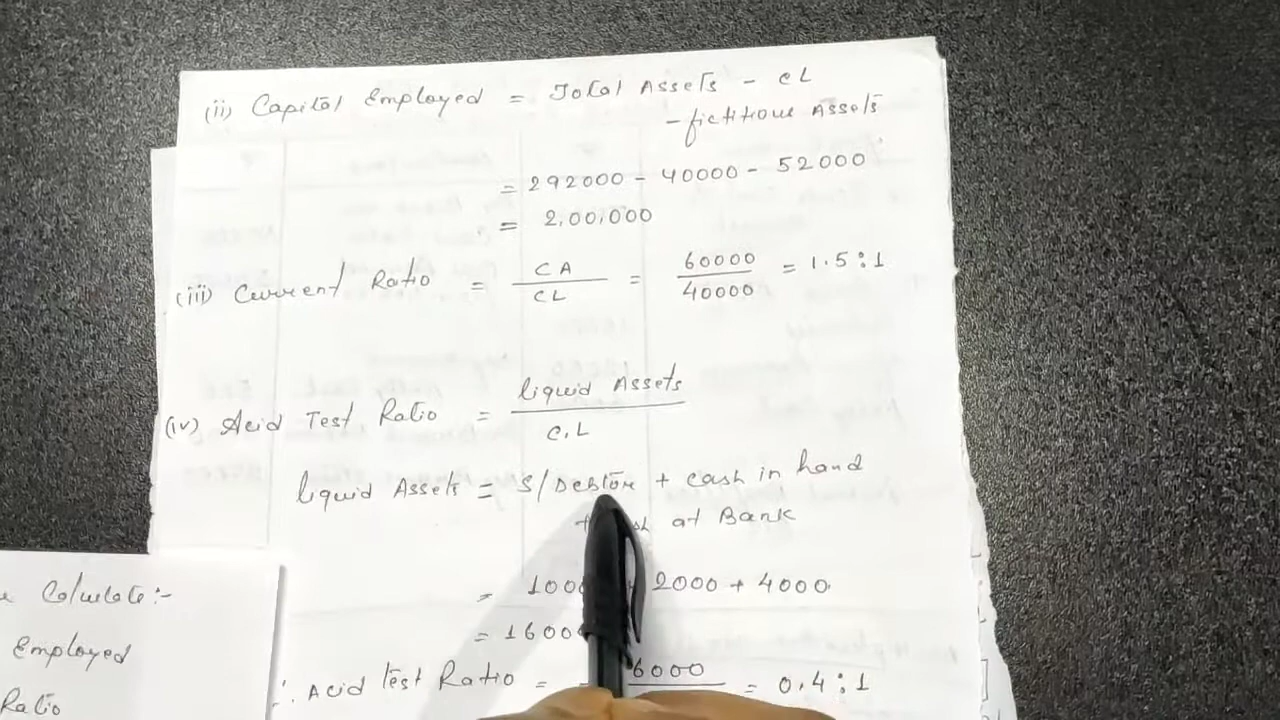 (ii) Capital Employed = Total Assets - CL
- fictitious Assets
= 292000 - 40000 - 52000
= 2,00,000
(iii) Current Ratio = CA / CL = 60000 / 40000 = 1.5:1
(iv) Acid Test Ratio = liquid Assets / C.L
liquid Assets = S/Debtors + cash in hand
+ at Bank
= 2000 + 4000
=
∴ Acid Test Ratio = = 0.4:1
Calculate:-
Employed
Ratio